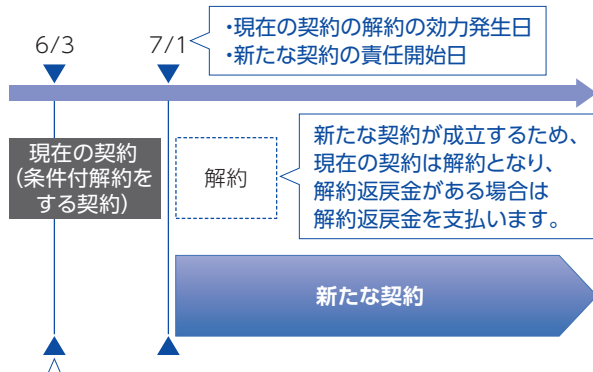 6/3
7/1
・現在の契約の解約の効力発生日
・新たな契約の責任開始日
現在の契約
(条件付解約を
する契約)
解約
新たな契約が成立するため、
現在の契約は解約となり、
解約返戻金がある場合は
解約返戻金を支払います。
新たな契約